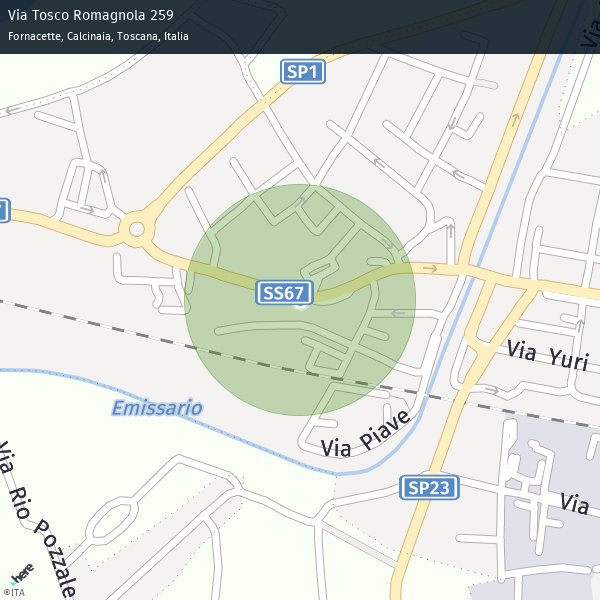 Via Tosco Romagnola 259
Fornacette, Calcinaia, Toscana, Italia
SP1
SS67
Via Yuri
Emissario
Via Piave
SP23
Via
Via Rio Pozzale
here
©ITA